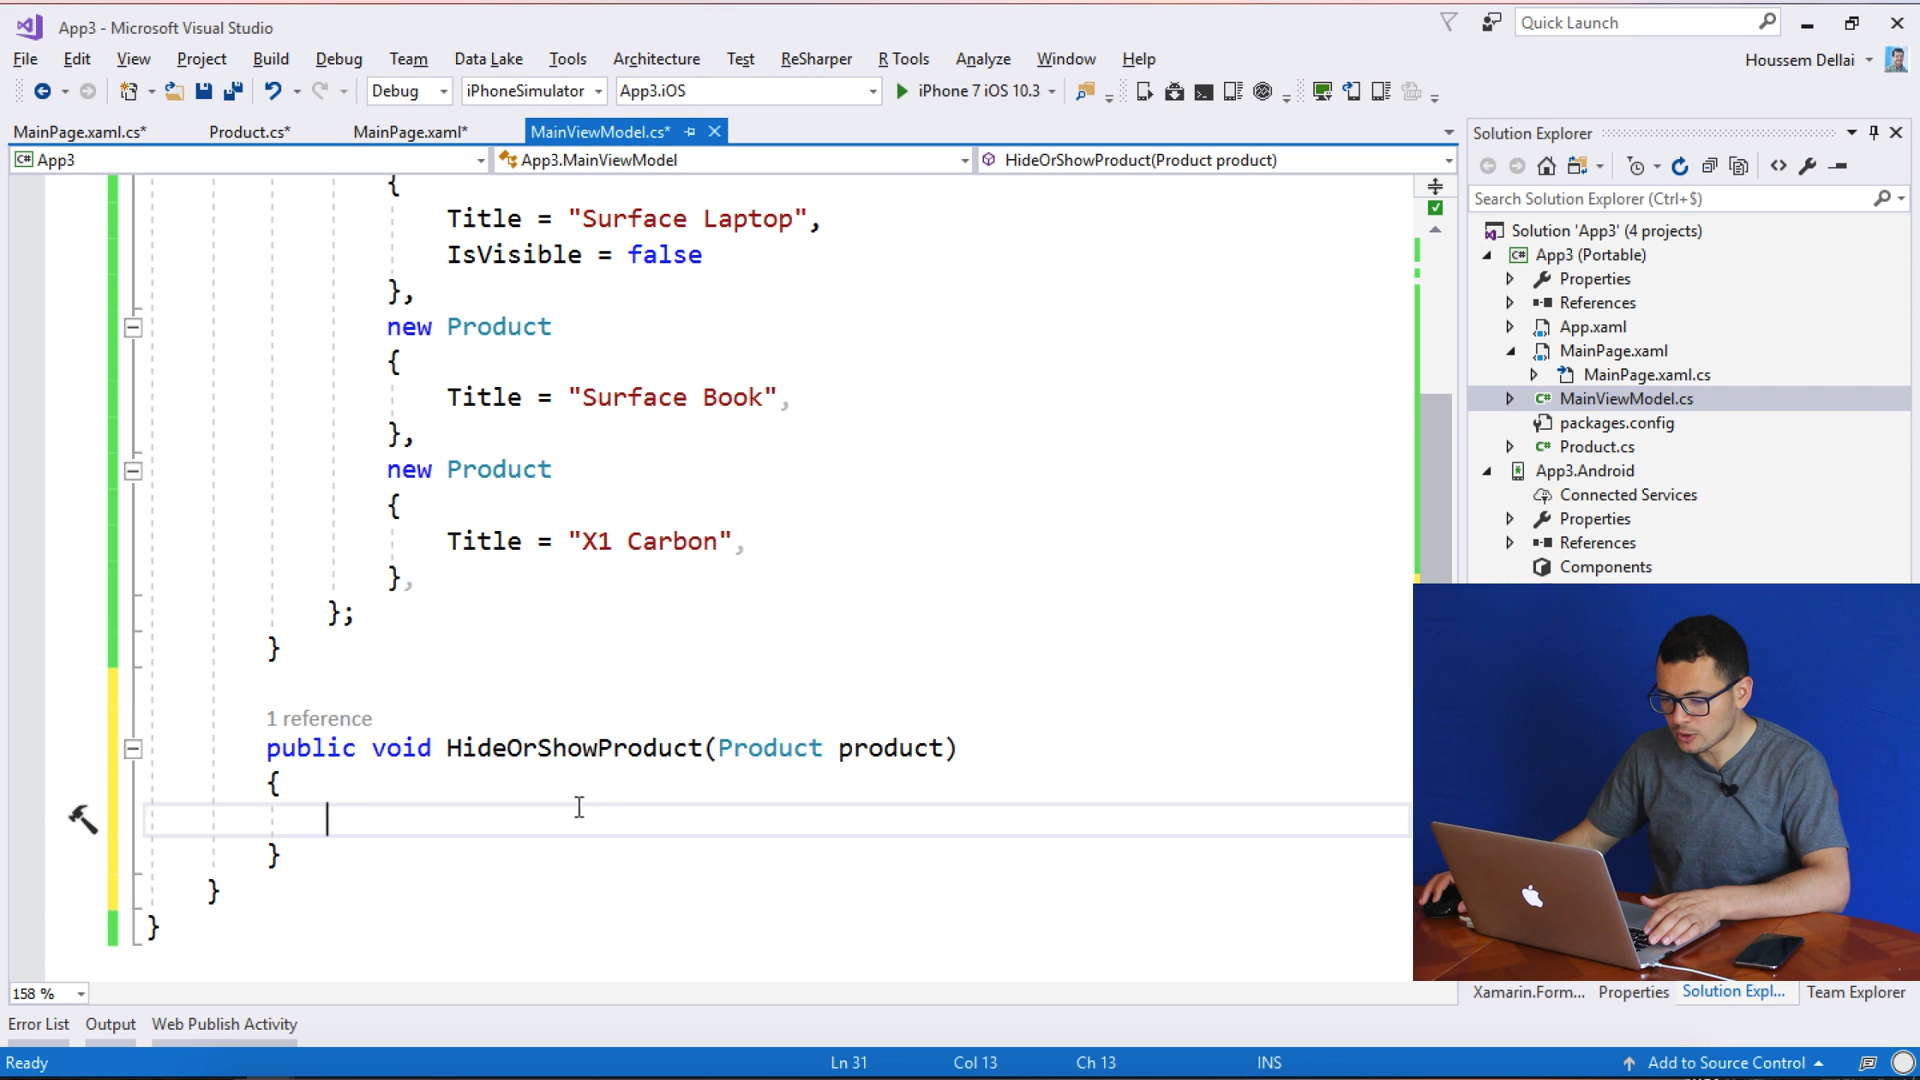 App3 - Microsoft Visual Studio
Quick Launch
File Edit View Project Build Debug Team Data Lake Tools Architecture Test ReSharper R Tools Analyze Window Help
Houssem Dellai
Debug iPhoneSimulator App3.iOS iPhone 7 iOS 10.3
MainPage.xaml.cs* Product.cs* MainPage.xaml* MainViewModel.cs*
App3 App3.MainViewModel HideOrShowProduct(Product product)
{
Title = "Surface Laptop",
IsVisible = false
},
new Product
{
Title = "Surface Book",
},
new Product
{
Title = "X1 Carbon",
},
};
}
1 reference
public void HideOrShowProduct(Product product)
{
}
}
}
158 %
Solution Explorer
Search Solution Explorer (Ctrl+$)
Solution 'App3' (4 projects)
App3 (Portable)
Properties
References
App.xaml
MainPage.xaml
MainPage.xaml.cs
MainViewModel.cs
packages.config
Product.cs
App3.Android
Connected Services
Properties
References
Components
Xamarin.Form... Properties Solution Expl... Team Explorer
Error List Output Web Publish Activity
Ready Ln 31 Col 13 Ch 13 INS Add to Source Control